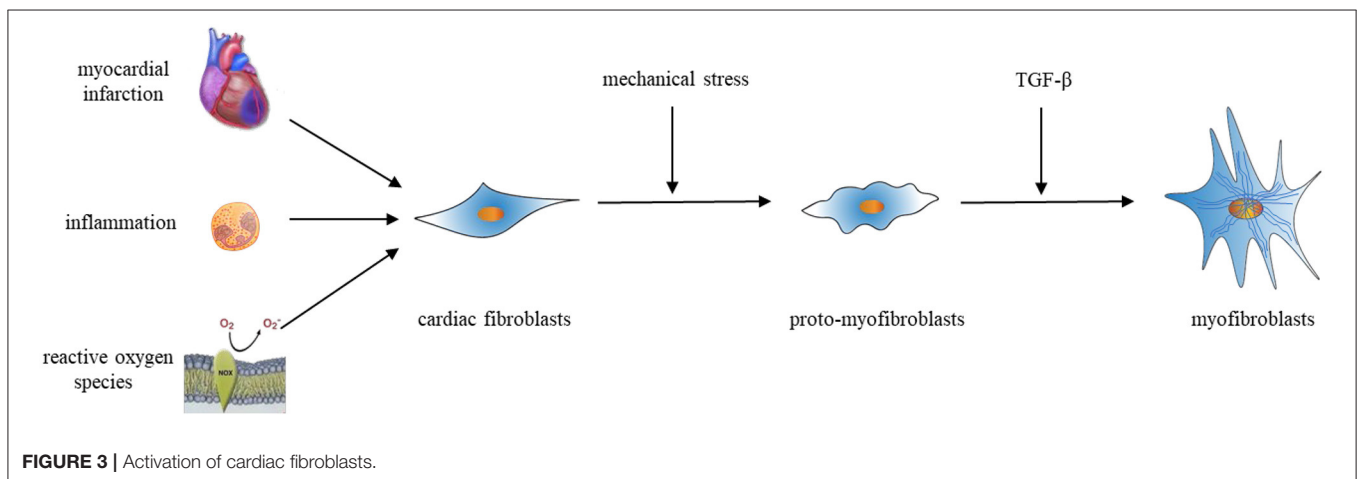 myocardial
infarction
inflammation
O₂ O₂⁻
NOX
reactive oxygen
species
mechanical stress
TGF-β
cardiac fibroblasts
proto-myofibroblasts
myofibroblasts
FIGURE 3 | Activation of cardiac fibroblasts.